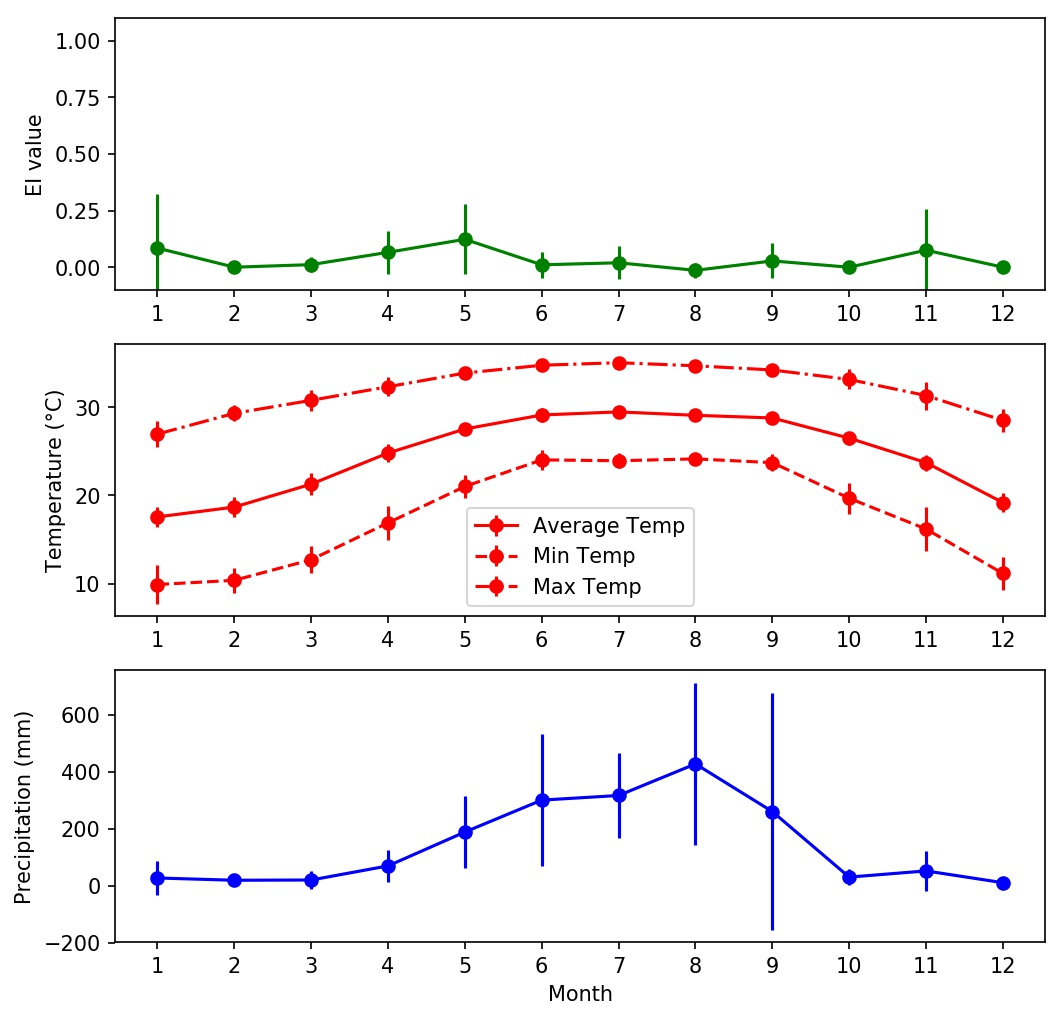 EI value
1.00
0.75
0.50
0.25
0.00
1 2 3 4 5 6 7 8 9 10 11 12
Temperature (°C)
30
20
10
Average Temp
Min Temp
Max Temp
1 2 3 4 5 6 7 8 9 10 11 12
Precipitation (mm)
600
400
200
0
−200
1 2 3 4 5 6 7 8 9 10 11 12
Month